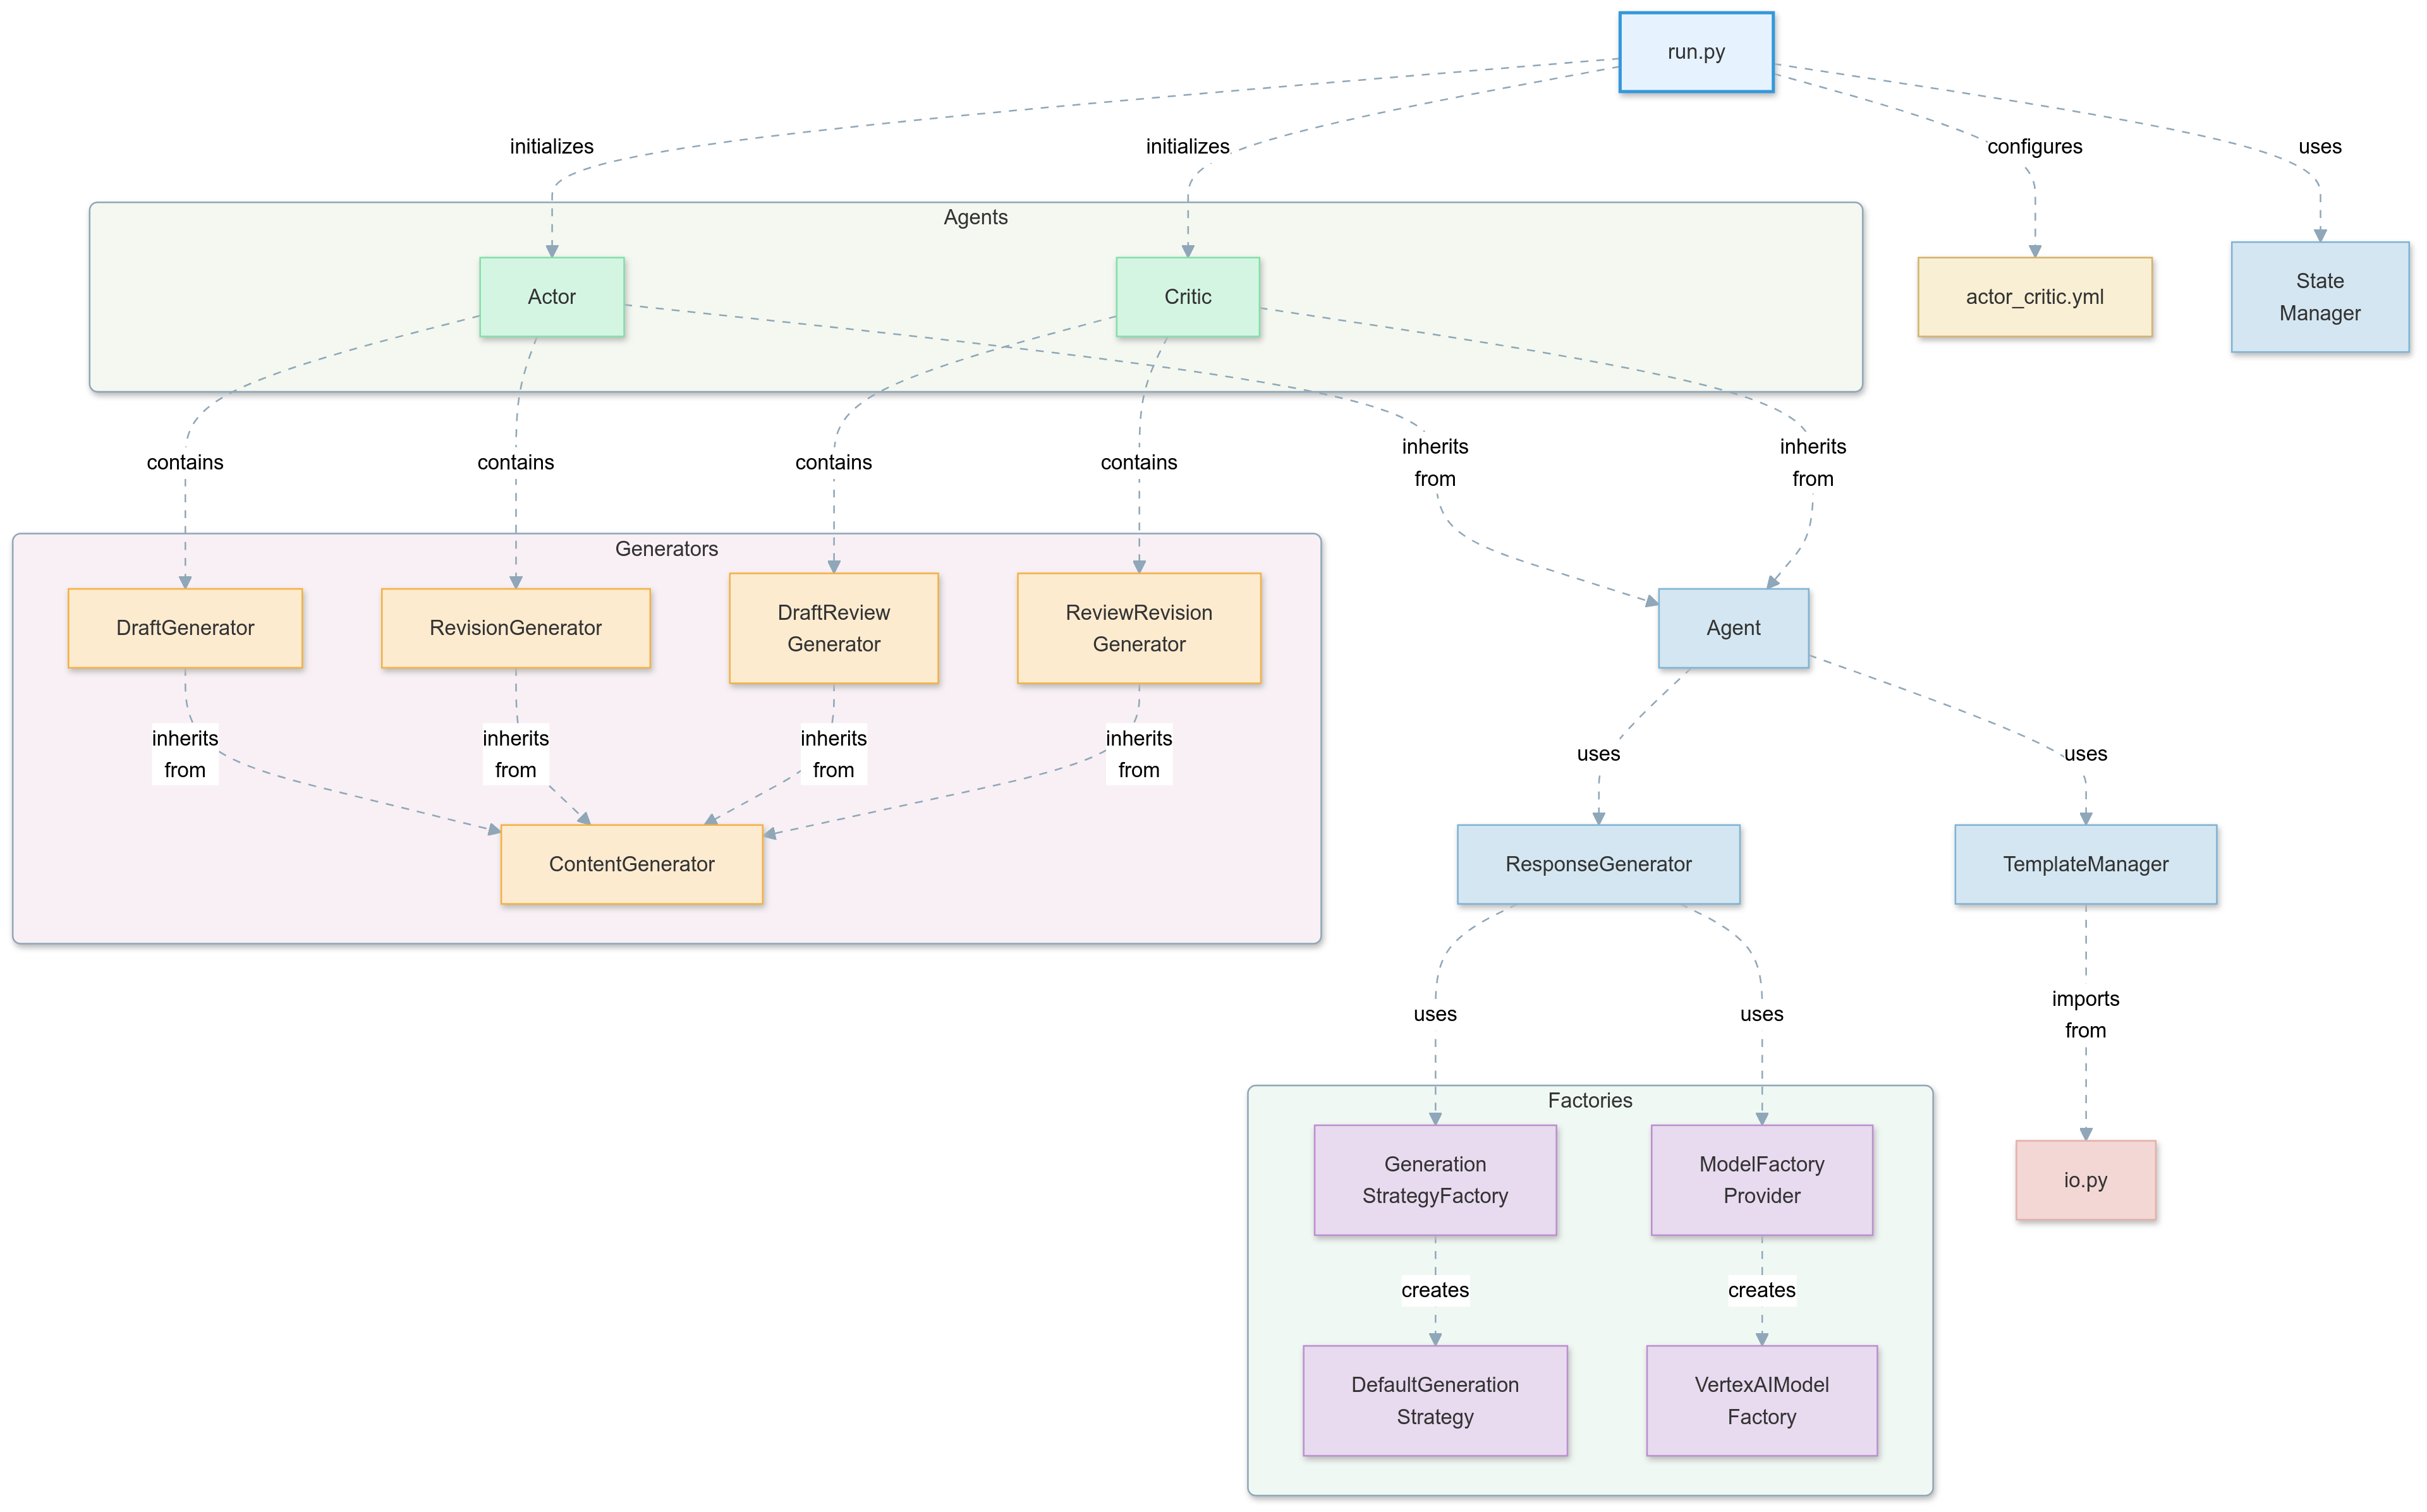 run.py
initializes
initializes
configures
uses
Agents
Actor
Critic
actor_critic.yml
State
Manager
contains
contains
contains
contains
inherits
from
inherits
from
Generators
DraftGenerator
RevisionGenerator
DraftReview
Generator
ReviewRevision
Generator
Agent
inherits
from
inherits
from
inherits
from
inherits
from
uses
uses
ContentGenerator
ResponseGenerator
TemplateManager
uses
uses
imports
from
Factories
Generation
StrategyFactory
ModelFactory
Provider
io.py
creates
creates
DefaultGeneration
Strategy
VertexAIModel
Factory